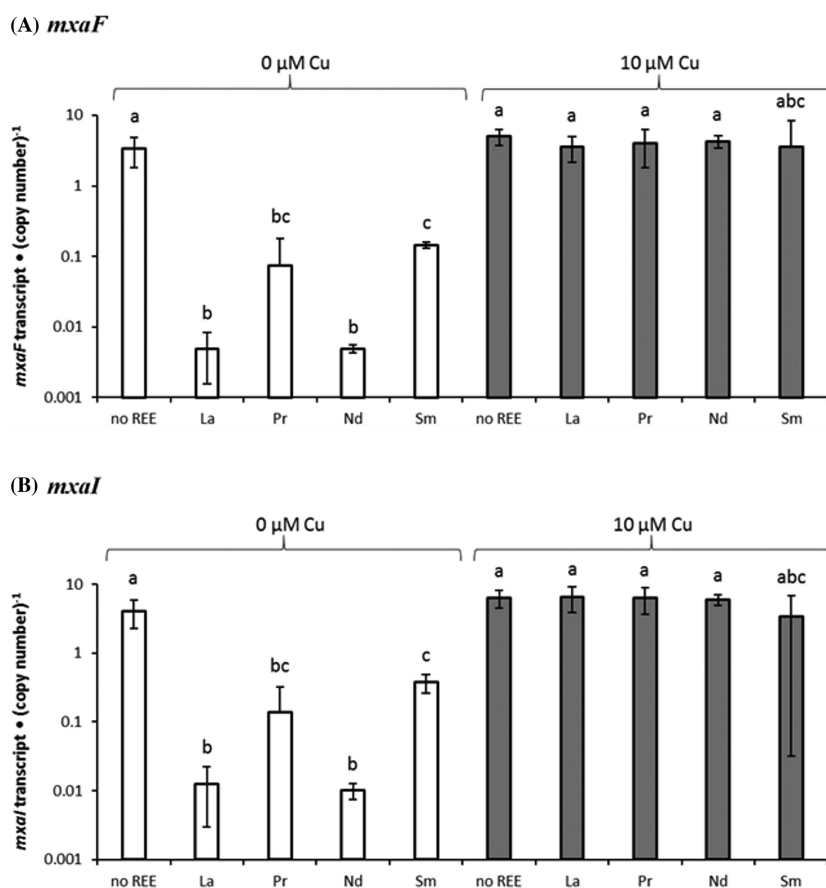 (A) mxaF
0 μM Cu
10 μM Cu
a
b
bc
b
c
a
a
a
a
abc
10
1
0.1
0.01
0.001
mxaF transcript • (copy number)⁻¹
no REE La Pr Nd Sm no REE La Pr Nd Sm
(B) mxaI
0 μM Cu
10 μM Cu
a
b
bc
b
c
a
a
a
a
abc
10
1
0.1
0.01
0.001
mxaI transcript • (copy number)⁻¹
no REE La Pr Nd Sm no REE La Pr Nd Sm